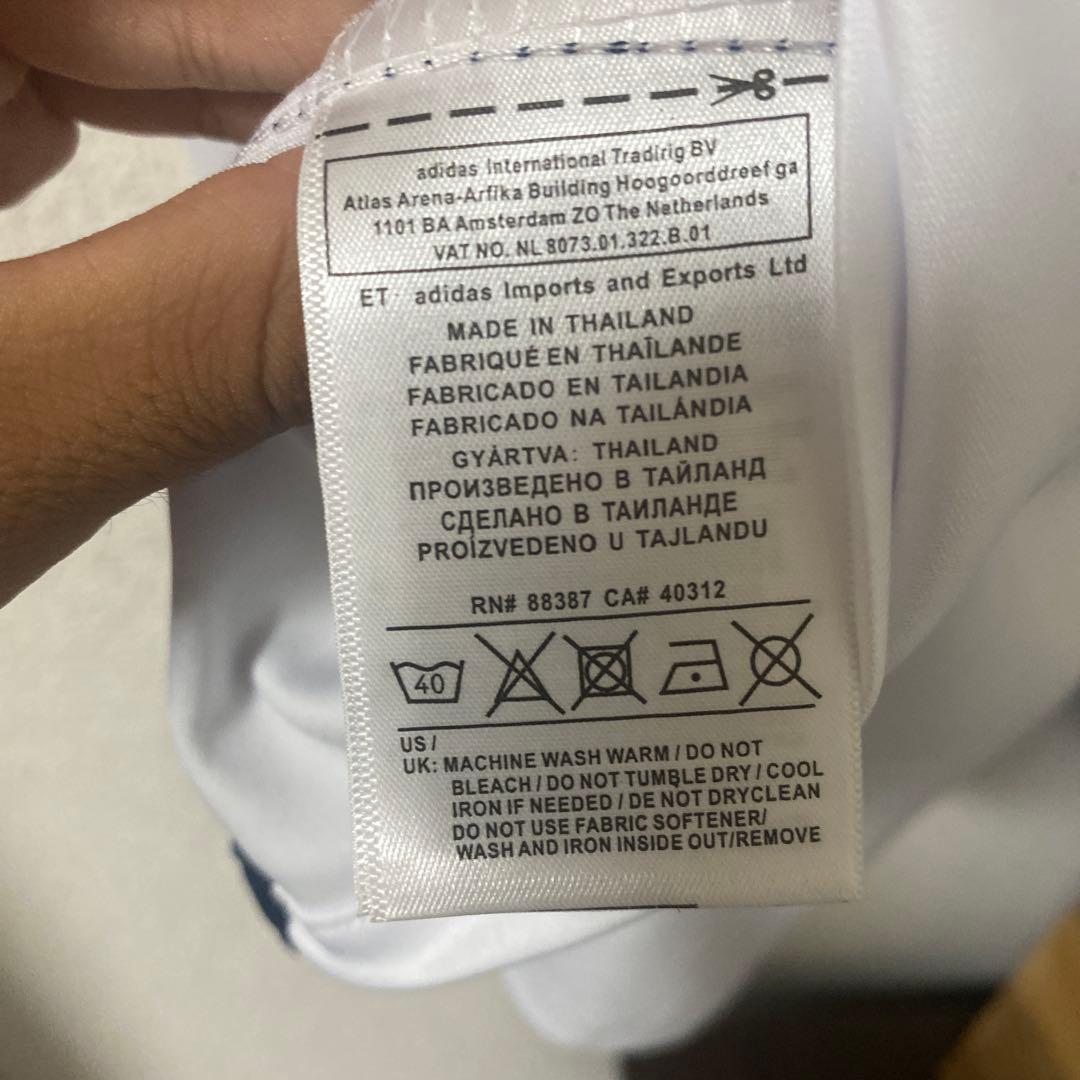 adidas International Tradirig BV
Atlas Arena-Arfika Building Hoogoorddreef ga
1101 BA Amsterdam ZO The Netherlands
VAT NO. NL 8073.01.322.B.01
ET· adidas Imports and Exports Ltd
MADE IN THAILAND
FABRIQUÉ EN THAÎLANDE
FABRICADO EN TAILANDIA
FABRICADO NA TAILÁNDIA
GYÁRTVA: THAILAND
ПРОИЗВЕДЕНО В ТАЙЛАНД
СДЕЛАНО В ТАИЛАНДЕ
PROÍZVEDENO U TAJLANDU
RN# 88387 CA# 40312
40
US /
UK: MACHINE WASH WARM / DO NOT
BLEACH / DO NOT TUMBLE DRY / COOL
IRON IF NEEDED / DE NOT DRYCLEAN
DO NOT USE FABRIC SOFTENER/
WASH AND IRON INSIDE OUT/REMOVE